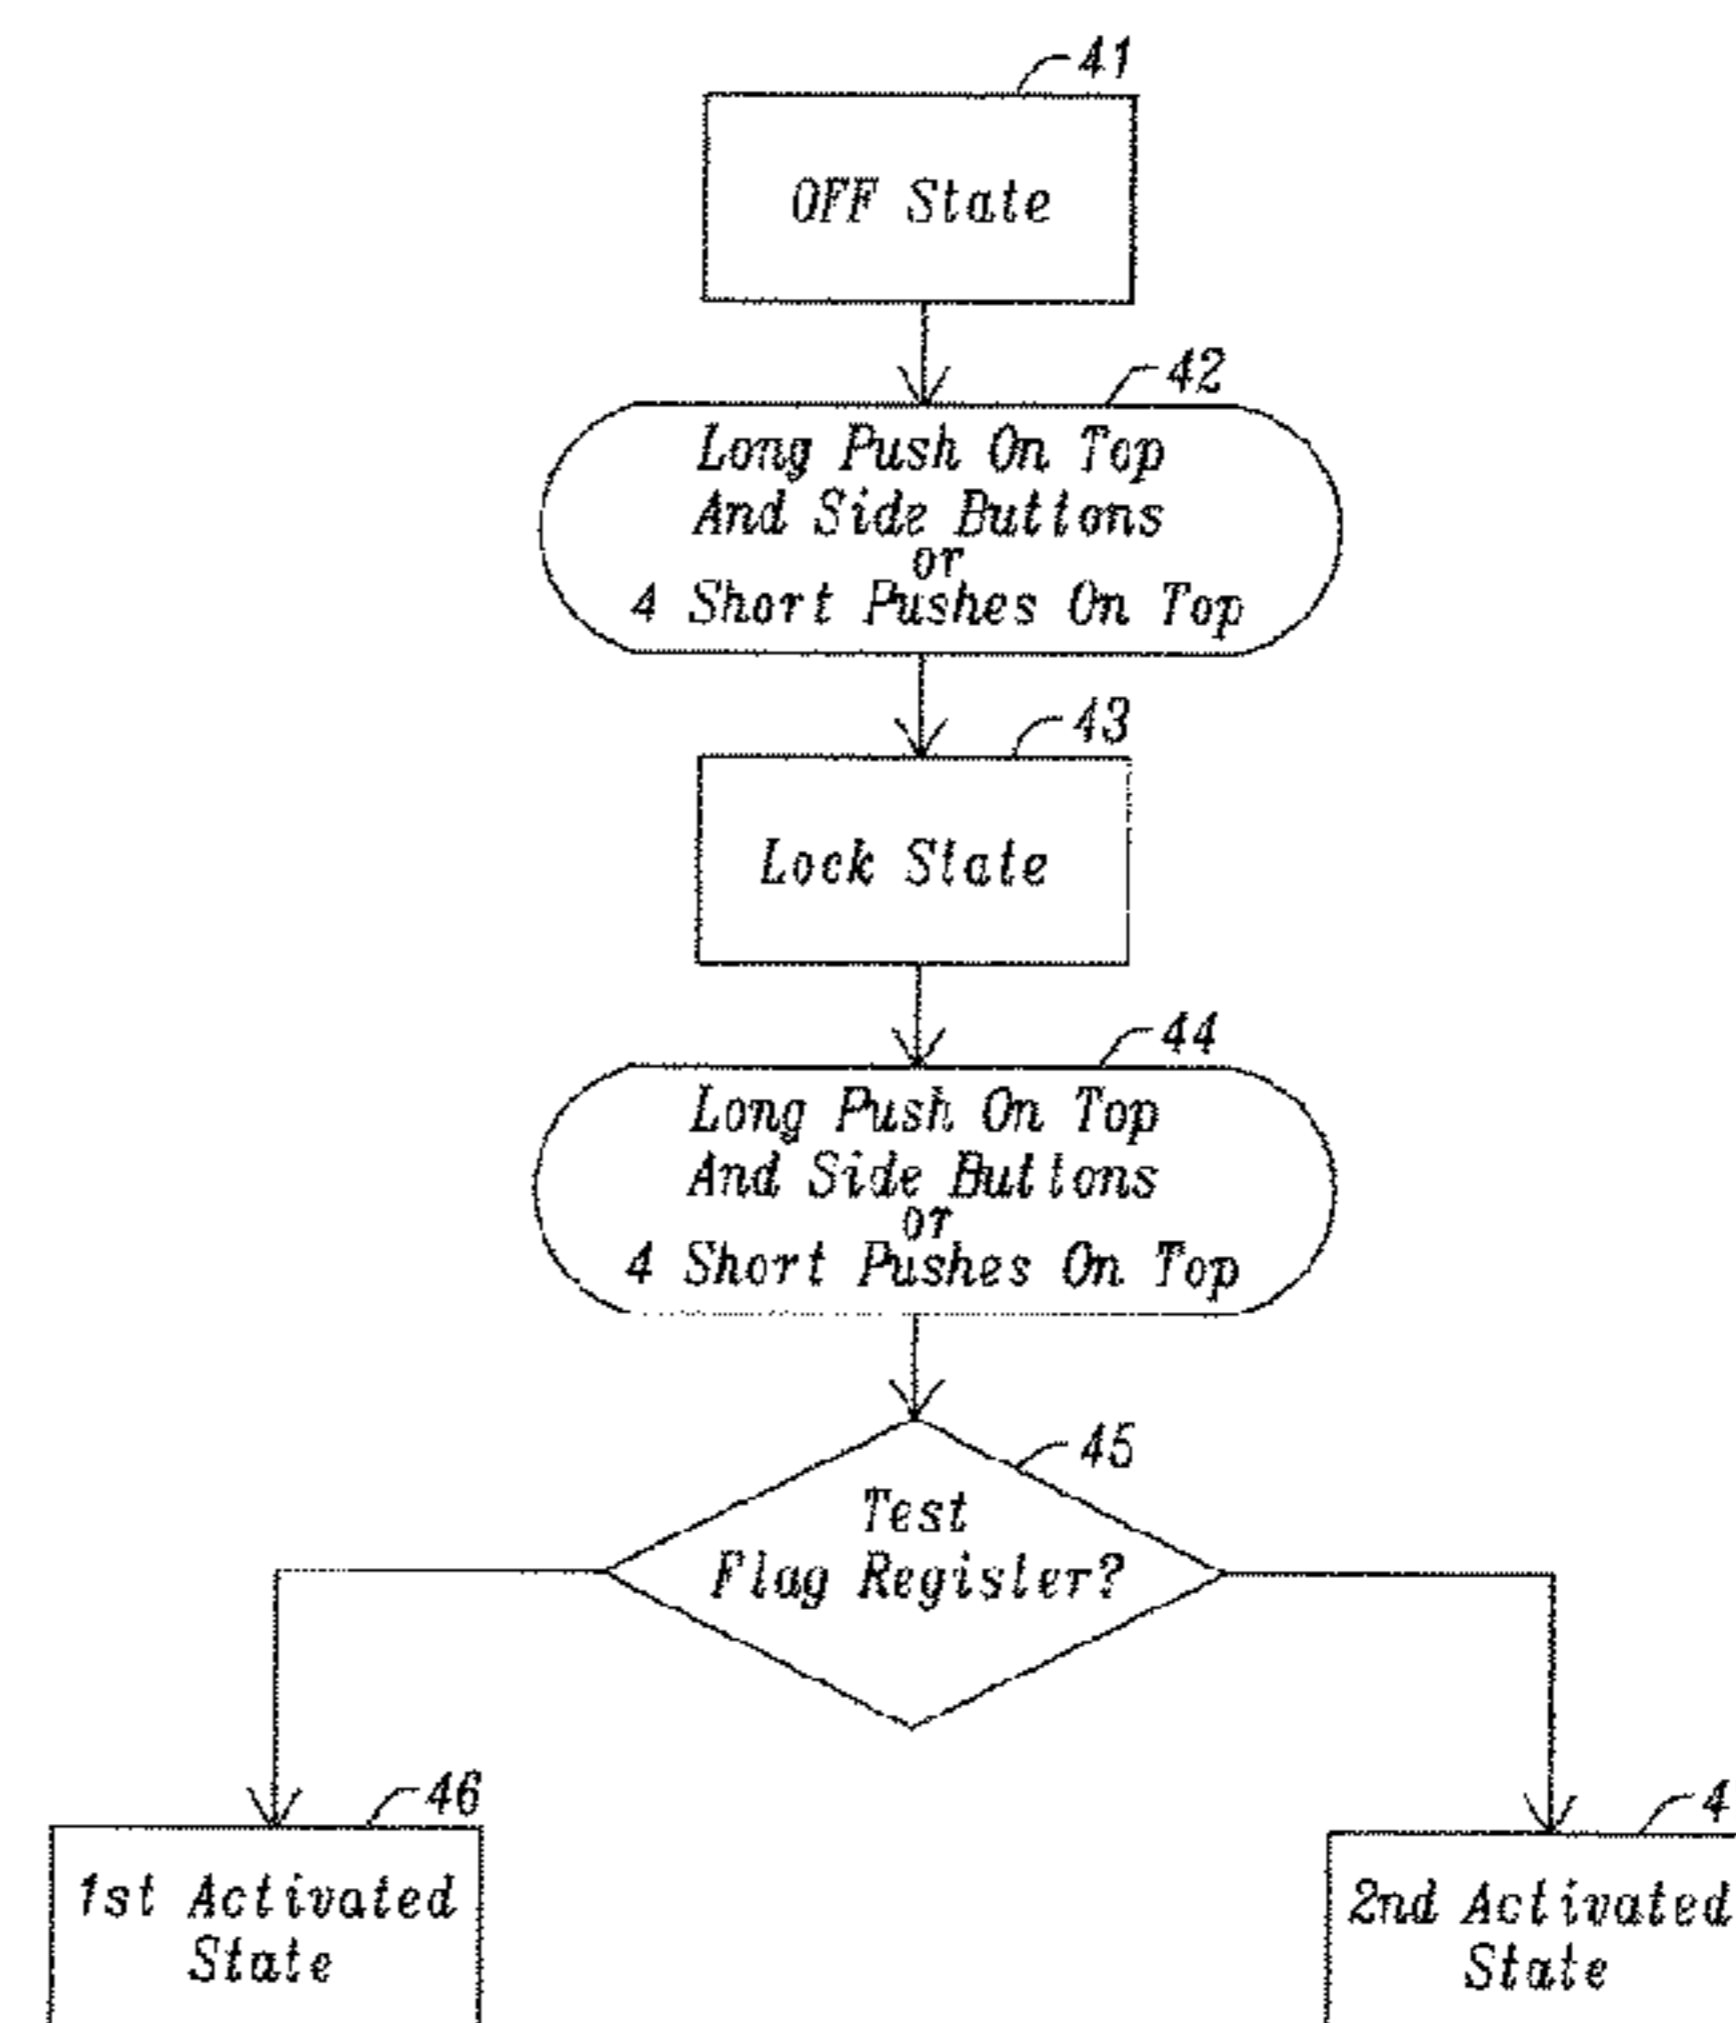 41
OFF State
42
Long Push On Top
And Side Buttons
or
4 Short Pushes On Top
43
Lock State
44
Long Push On Top
And Side Buttons
or
4 Short Pushes On Top
45
Test
Flag Register?
46
1st Activated
State
4
2nd Activated
State